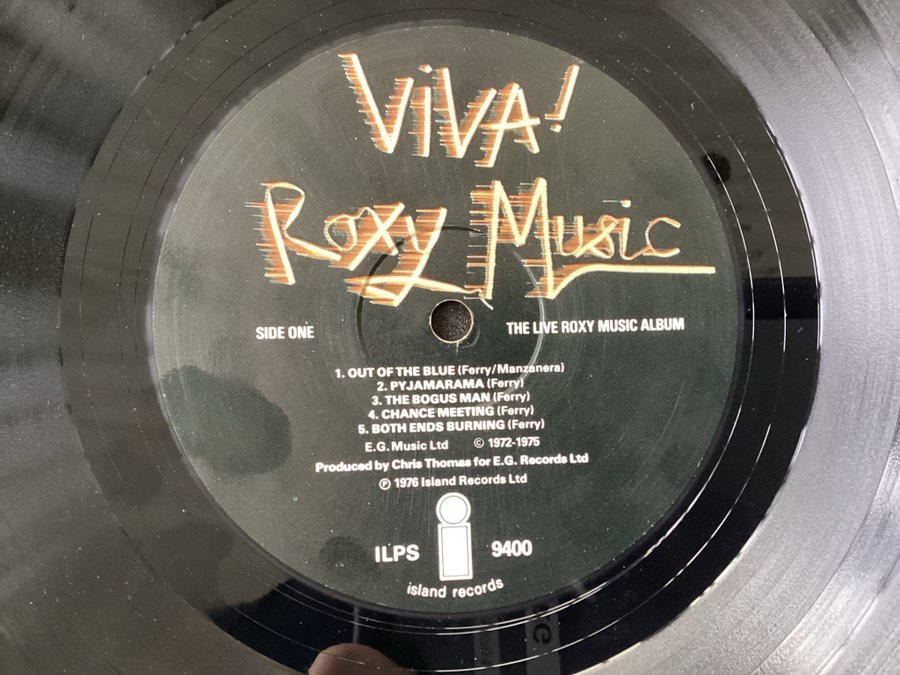 ViVA!
Roxy Music
SIDE ONE
THE LIVE ROXY MUSIC ALBUM
1. OUT OF THE BLUE (Ferry/Manzanera)
2. PYJAMARAMA (Ferry)
3. THE BOGUS MAN (Ferry)
4. CHANCE MEETING (Ferry)
5. BOTH ENDS BURNING (Ferry)
E.G. Music Ltd © 1972-1975
Produced by Chris Thomas for E.G. Records Ltd
℗ 1976 Island Records Ltd
ILPS 9400
island records